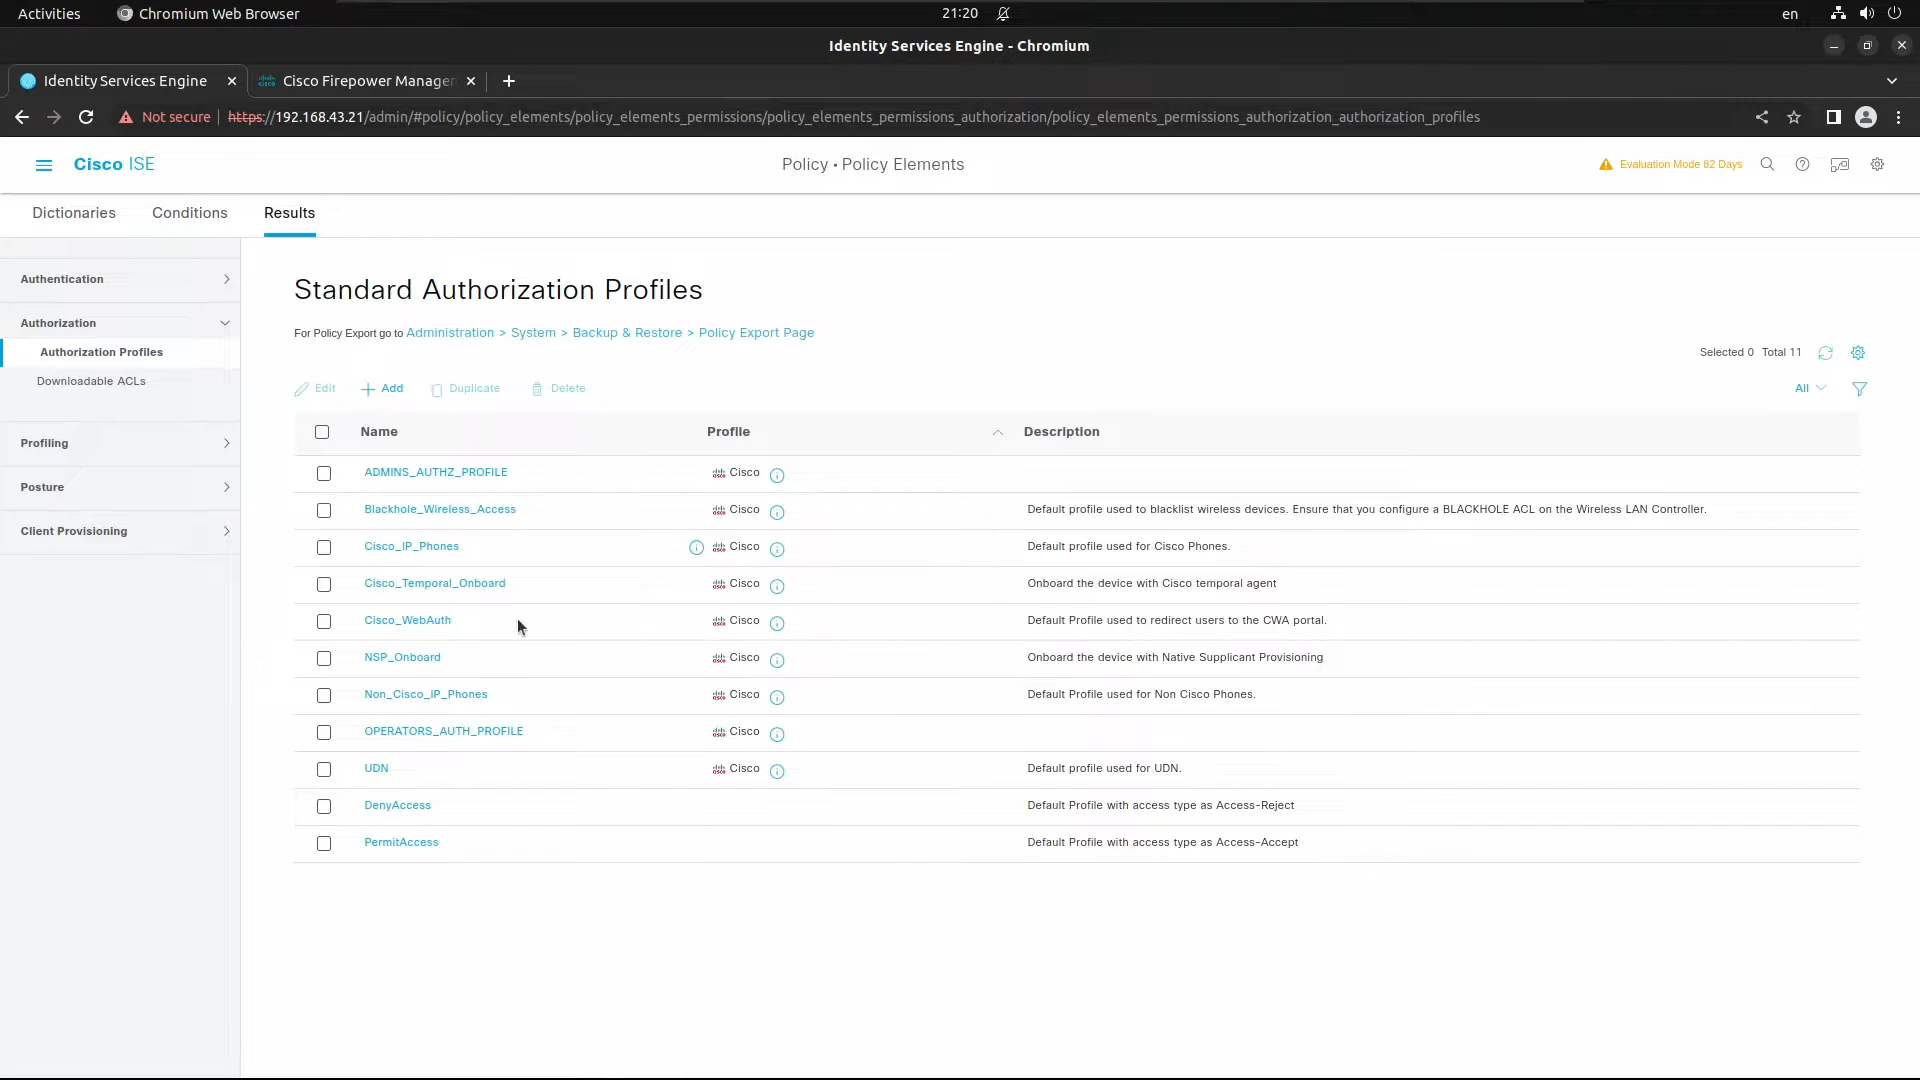 Activities Chromium Web Browser 21:20 en
Identity Services Engine - Chromium
Identity Services Engine Cisco Firepower Manager
Not secure https://192.168.43.21/admin/#policy/policy_elements/policy_elements_permissions/policy_elements_permissions_authorization/policy_elements_permissions_authorization_authorization_profiles
Cisco ISE Policy • Policy Elements Evaluation Mode 82 Days
Dictionaries Conditions Results
Authentication
Authorization
Authorization Profiles
Downloadable ACLs
Profiling
Posture
Client Provisioning
Standard Authorization Profiles
For Policy Export go to Administration > System > Backup & Restore > Policy Export Page
Selected 0 Total 11
Edit Add Duplicate Delete All
Name Profile Description
ADMINS_AUTHZ_PROFILE Cisco
Blackhole_Wireless_Access Cisco Default profile used to blacklist wireless devices. Ensure that you configure a BLACKHOLE ACL on the Wireless LAN Controller.
Cisco_IP_Phones Cisco Default profile used for Cisco Phones.
Cisco_Temporal_Onboard Cisco Onboard the device with Cisco temporal agent
Cisco_WebAuth Cisco Default Profile used to redirect users to the CWA portal.
NSP_Onboard Cisco Onboard the device with Native Supplicant Provisioning
Non_Cisco_IP_Phones Cisco Default Profile used for Non Cisco Phones.
OPERATORS_AUTH_PROFILE Cisco
UDN Cisco Default profile used for UDN.
DenyAccess Default Profile with access type as Access-Reject
PermitAccess Default Profile with access type as Access-Accept